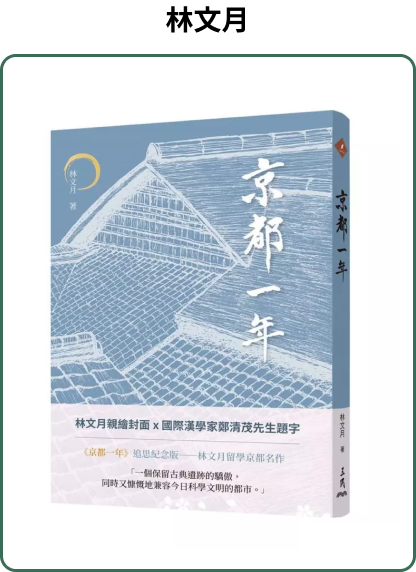 林文月
林文月 著
京都一年
林文月親繪封面 x 國際漢學家鄭清茂先生題字
《京都一年》追思紀念版——林文月留學京都名作
「一個保留古典遺跡的驕傲，
同時又慷慨地兼容今日科學文明的都市。」
京都一年
林文月 著
三民